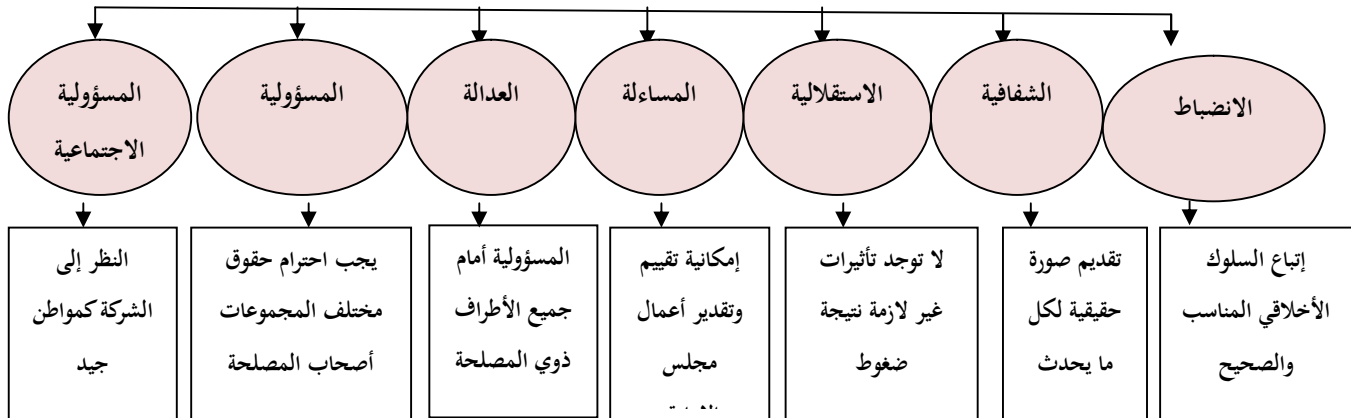 الانضباط
الشفافية
الاستقلالية
المساءلة
العدالة
المسؤولية
المسؤولية
الاجتماعية
إتباع السلوك
الأخلاقي المناسب
والصحيح
تقديم صورة
حقيقية لكل
ما يحدث
لا توجد تأثيرات
غير لازمة نتيجة
ضغوط
إمكانية تقييم
وتقدير أعمال
مجلس
المسؤولية أمام
جميع الأطراف
ذوي المصلحة
يجب احترام حقوق
مختلف المجموعات
أصحاب المصلحة
النظر إلى
الشركة كمواطن
جيد